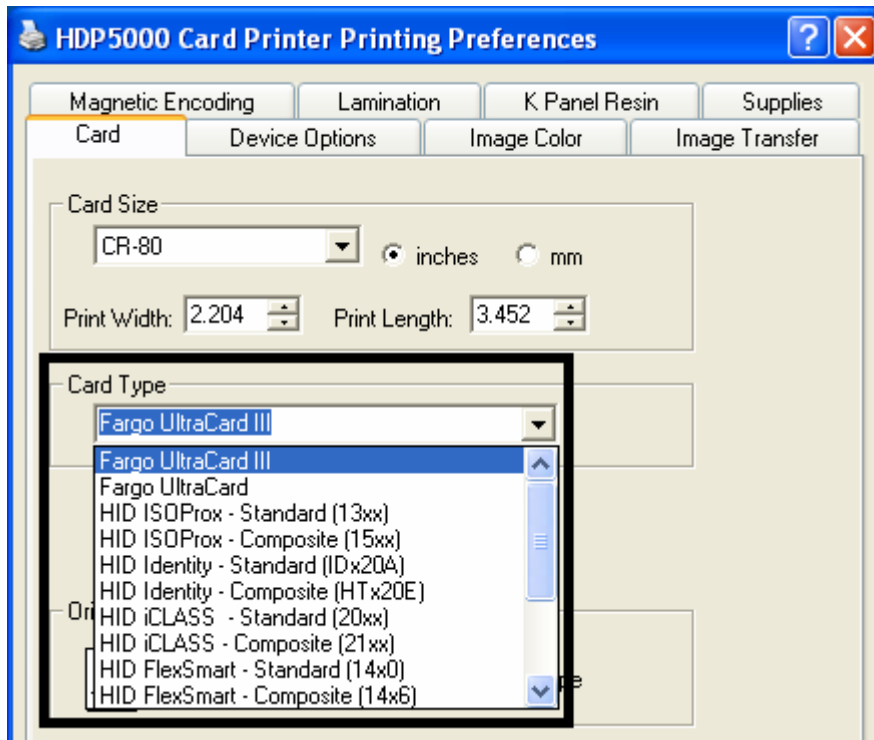 HDP5000 Card Printer Printing Preferences
Magnetic Encoding Lamination K Panel Resin Supplies
Card Device Options Image Color Image Transfer
Card Size
CR-80 inches mm
Print Width: 2.204 Print Length: 3.452
Card Type
Fargo UltraCard III
Fargo UltraCard III
Fargo UltraCard
HID ISOProx - Standard (13xx)
HID ISOProx - Composite (15xx)
HID Identity - Standard (IDx20A)
HID Identity - Composite (HTx20E)
HID iCLASS - Standard (20xx)
HID iCLASS - Composite (21xx)
HID FlexSmart - Standard (14x0)
HID FlexSmart - Composite (14x6)